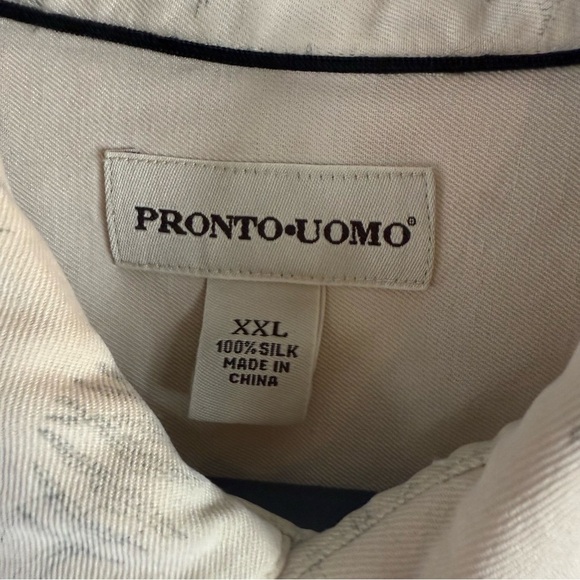 PRONTO•UOMO®
XXL
100% SILK
MADE IN
CHINA